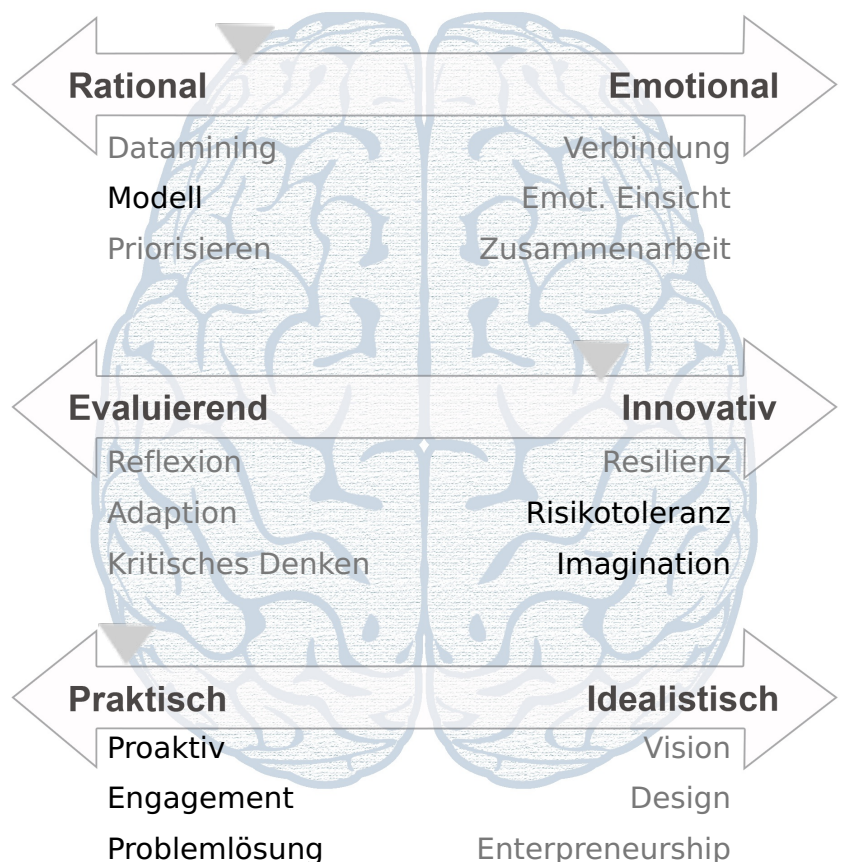 Rational Emotional
Datamining Verbindung
Modell Emot. Einsicht
Priorisieren Zusammenarbeit
Evaluierend Innovativ
Reflexion Resilienz
Adaption Risikotoleranz
Kritisches Denken Imagination
Praktisch Idealistisch
Proaktiv Vision
Engagement Design
Problemlösung Enterpreneurship